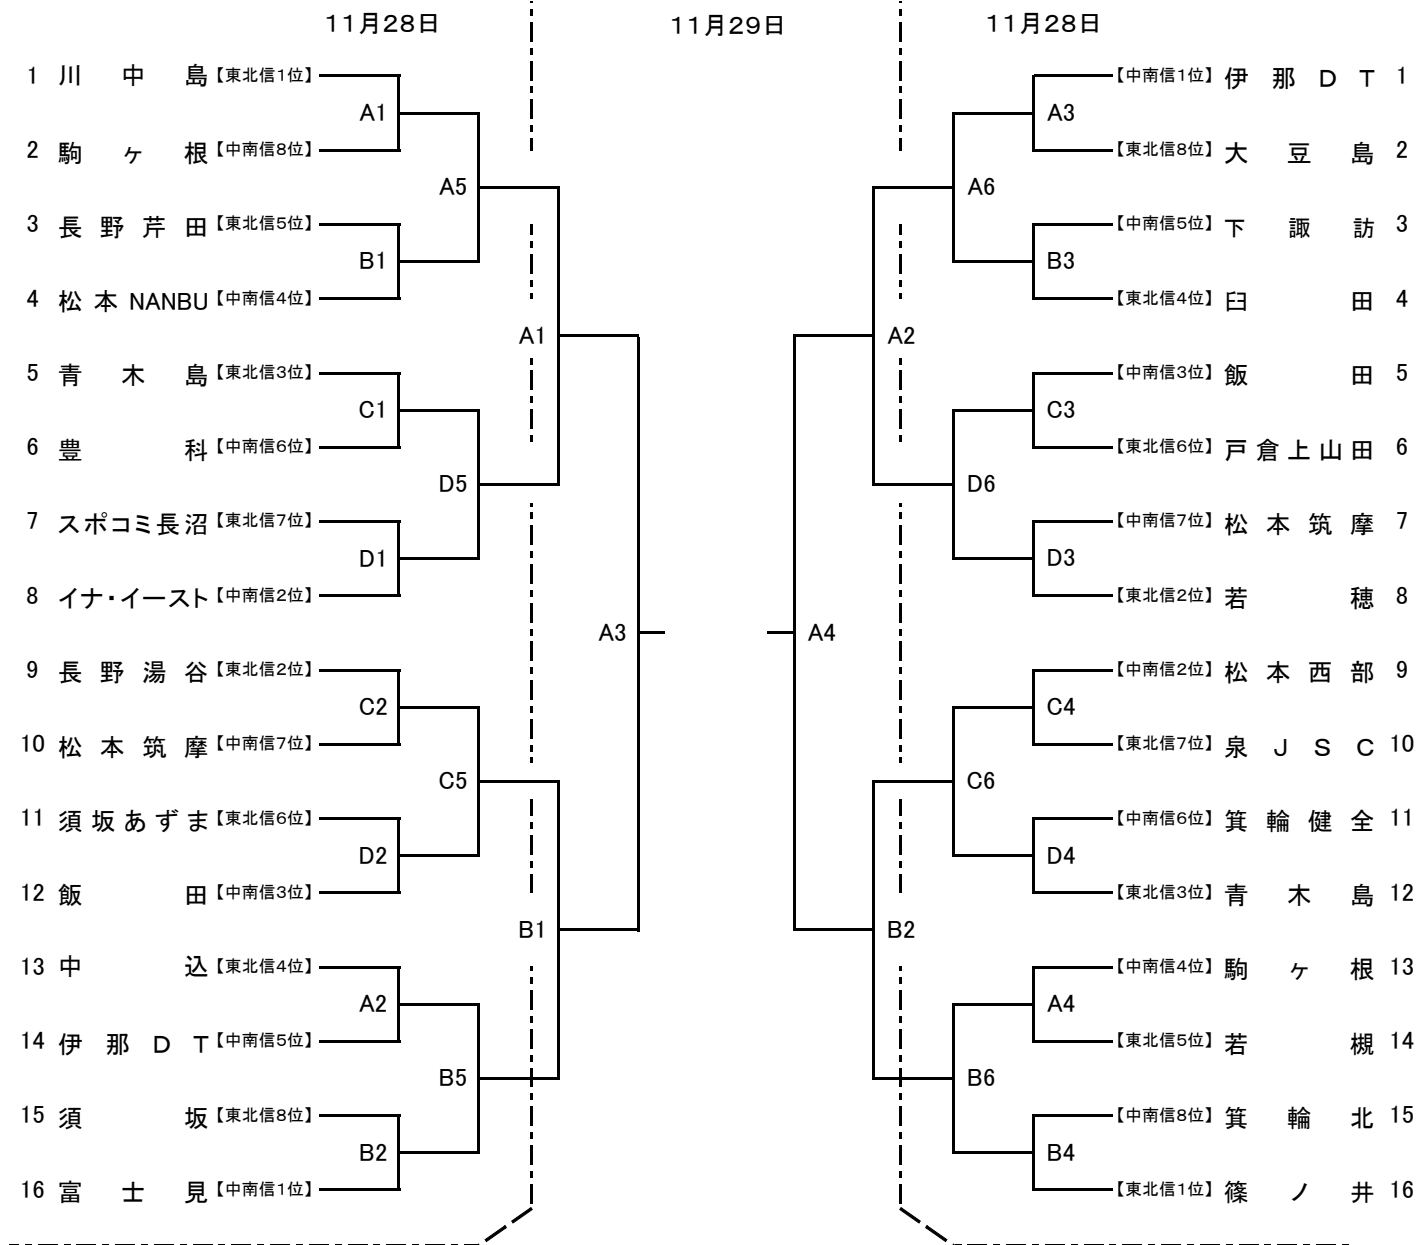 11月28日 11月29日 11月28日
1 川中島 【東北信1位】 【中南信1位】 伊那DT 1
A1 A3
2 駒ヶ根 【中南信8位】 【東北信8位】 大豆島 2
A5 A6
3 長野芹田 【東北信5位】 【中南信5位】 下諏訪 3
B1 B3
4 松本NANBU 【中南信4位】 【東北信4位】 臼田 4
A1 A2
5 青木島 【東北信3位】 【中南信3位】 飯田 5
C1 C3
6 豊科 【中南信6位】 【東北信6位】 戸倉上山田 6
D5 D6
7 スポコミ長沼 【東北信7位】 【中南信7位】 松本筑摩 7
D1 D3
8 イナ・イースト 【中南信2位】 【東北信2位】 若穂 8
A3 A4
9 長野湯谷 【東北信2位】 【中南信2位】 松本西部 9
C2 C4
10 松本筑摩 【中南信7位】 【東北信7位】 泉JSC 10
C5 C6
11 須坂あずま 【東北信6位】 【中南信6位】 箕輪健全 11
D2 D4
12 飯田 【中南信3位】 【東北信3位】 青木島 12
B1 B2
13 中込 【東北信4位】 【中南信4位】 駒ヶ根 13
A2 A4
14 伊那DT 【中南信5位】 【東北信5位】 若槻 14
B5 B6
15 須坂 【東北信8位】 【中南信8位】 箕輪北 15
B2 B4
16 富士見 【中南信1位】 【東北信1位】 篠ノ井 16